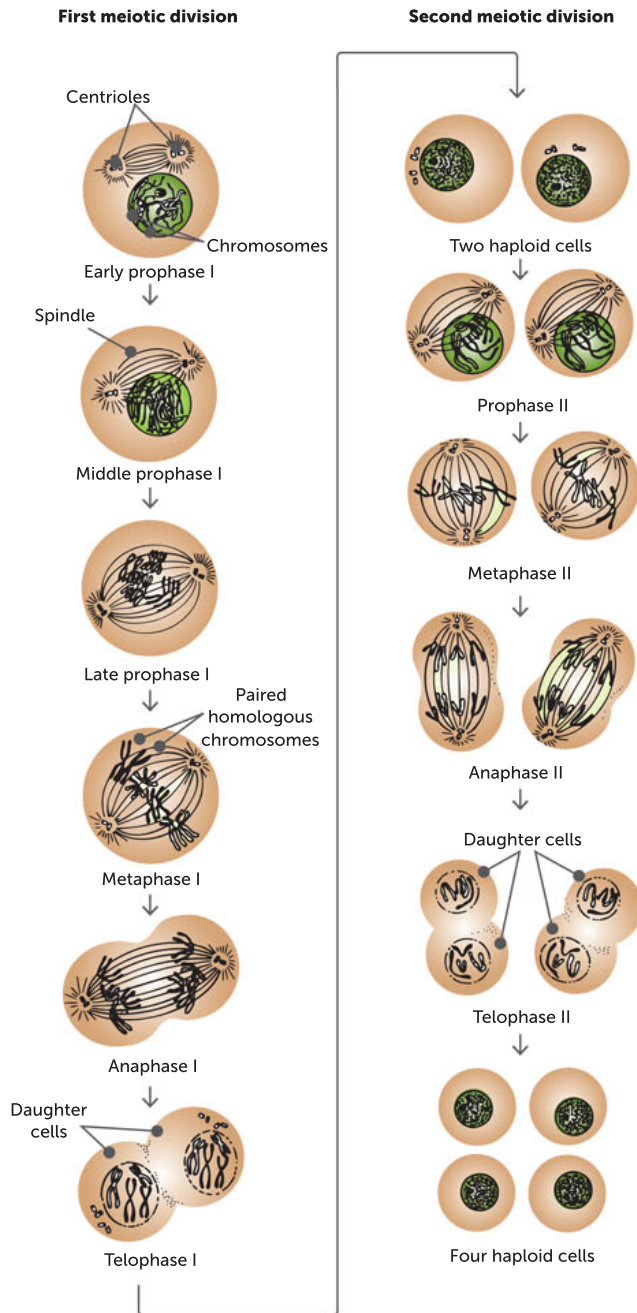 First meiotic division
Centrioles
Chromosomes
Early prophase I
Spindle
Middle prophase I
Late prophase I
Paired
homologous
chromosomes
Metaphase I
Anaphase I
Daughter
cells
Telophase I
Second meiotic division
Two haploid cells
Prophase II
Metaphase II
Anaphase II
Daughter cells
Telophase II
Four haploid cells